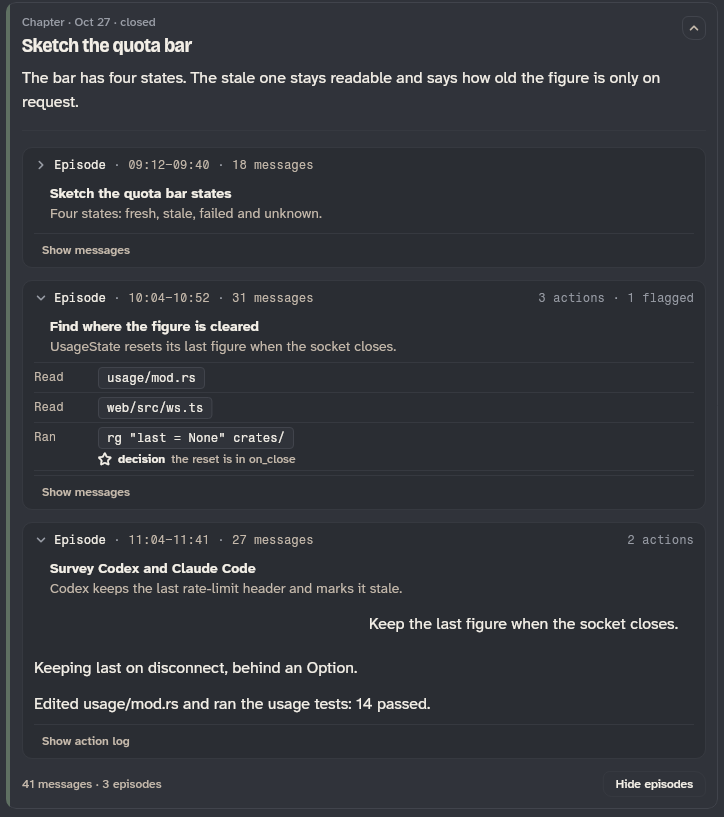 Chapter · Oct 27 · closed
Sketch the quota bar
The bar has four states. The stale one stays readable and says how old the figure is only on
request.
Episode · 09:12–09:40 · 18 messages
Sketch the quota bar states
Four states: fresh, stale, failed and unknown.
Show messages
Episode · 10:04–10:52 · 31 messages 3 actions · 1 flagged
Find where the figure is cleared
UsageState resets its last figure when the socket closes.
Read usage/mod.rs
Read web/src/ws.ts
Ran rg "last = None" crates/
decision the reset is in on_close
Show messages
Episode · 11:04–11:41 · 27 messages 2 actions
Survey Codex and Claude Code
Codex keeps the last rate-limit header and marks it stale.
Keep the last figure when the socket closes.
Keeping last on disconnect, behind an Option.
Edited usage/mod.rs and ran the usage tests: 14 passed.
Show action log
41 messages · 3 episodes Hide episodes